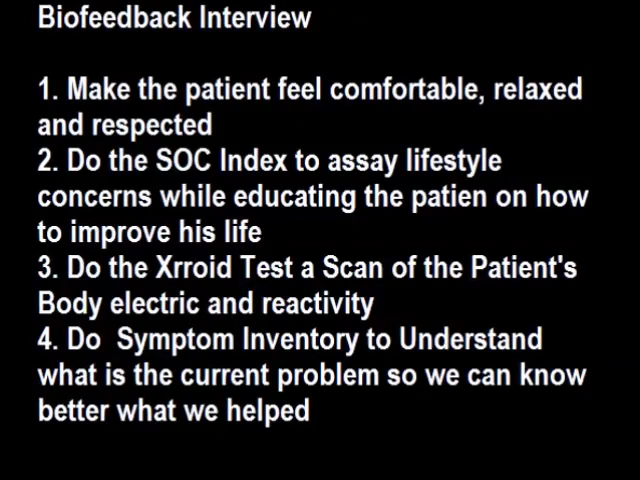 Biofeedback Interview
1. Make the patient feel comfortable, relaxed
and respected
2. Do the SOC Index to assay lifestyle
concerns while educating the patien on how
to improve his life
3. Do the Xrroid Test a Scan of the Patient's
Body electric and reactivity
4. Do  Symptom Inventory to Understand
what is the current problem so we can know
better what we helped